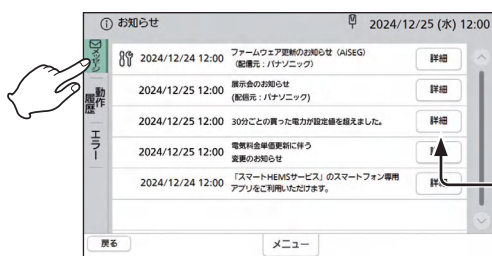 お知らせ
2024/12/25 (水) 12:00
メッセージ
動作履歴
エラー
2024/12/24 12:00 ファームウェア更新のお知らせ（AiSEG）
（配信元：パナソニック） 詳細
2024/12/25 12:00 展示会のお知らせ
(配信元：パナソニック) 詳細
2024/12/25 12:00 30分ごとの買った電力が設定値を超えました。 詳細
2024/12/25 12:00 電気料金単価更新に伴う
変更のお知らせ
2024/12/24 12:00 「スマートHEMSサービス」のスマートフォン専用
アプリをご利用いただけます。
戻る
メニュー